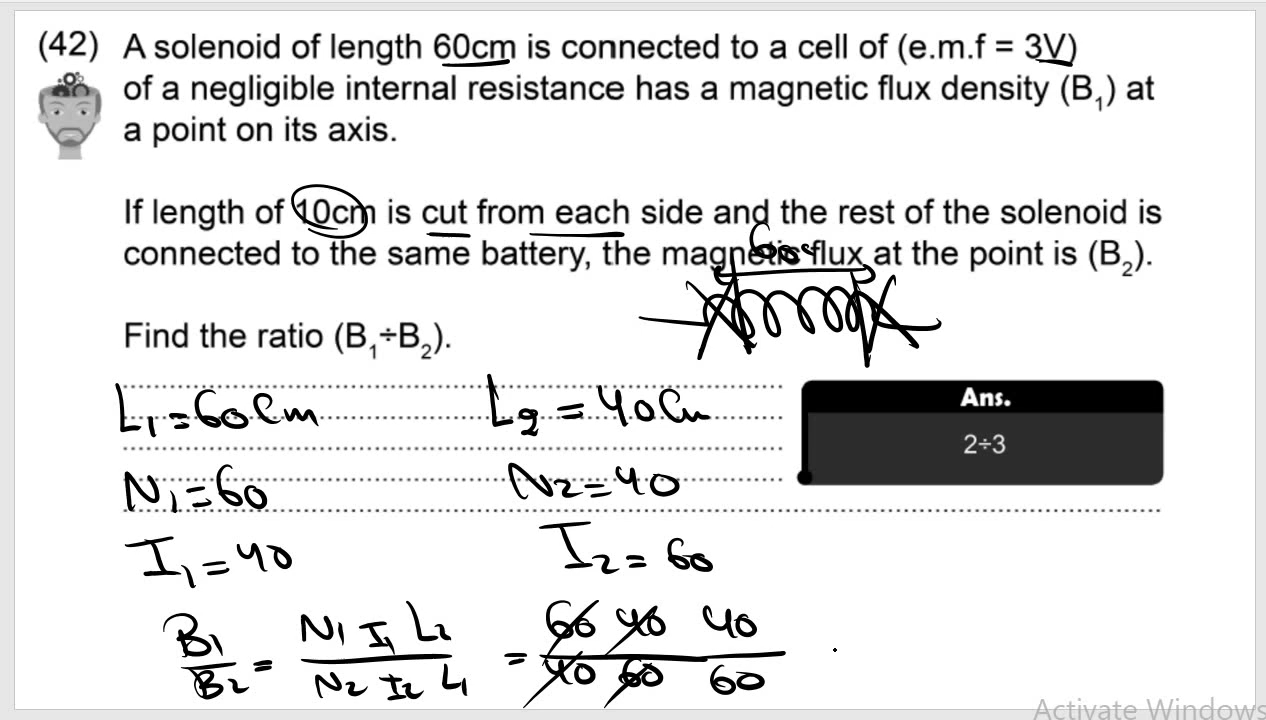 (42) A solenoid of length 60cm is connected to a cell of (e.m.f = 3V)
of a negligible internal resistance has a magnetic flux density (B₁) at
a point on its axis.
If length of 10cm is cut from each side and the rest of the solenoid is
connected to the same battery, the magnetic flux at the point is (B₂).
60
Find the ratio (B₁÷B₂).
Ans.
2÷3
L₁ = 60 Cm L₂ = 40 Cm
N₁ = 60 N₂ = 40
I₁ = 40 I₂ = 60
B₁/B₂ = N₁ I₁ L₂ / N₂ I₂ L₁ = 60 40 40 / 40 60 60
Activate Windows